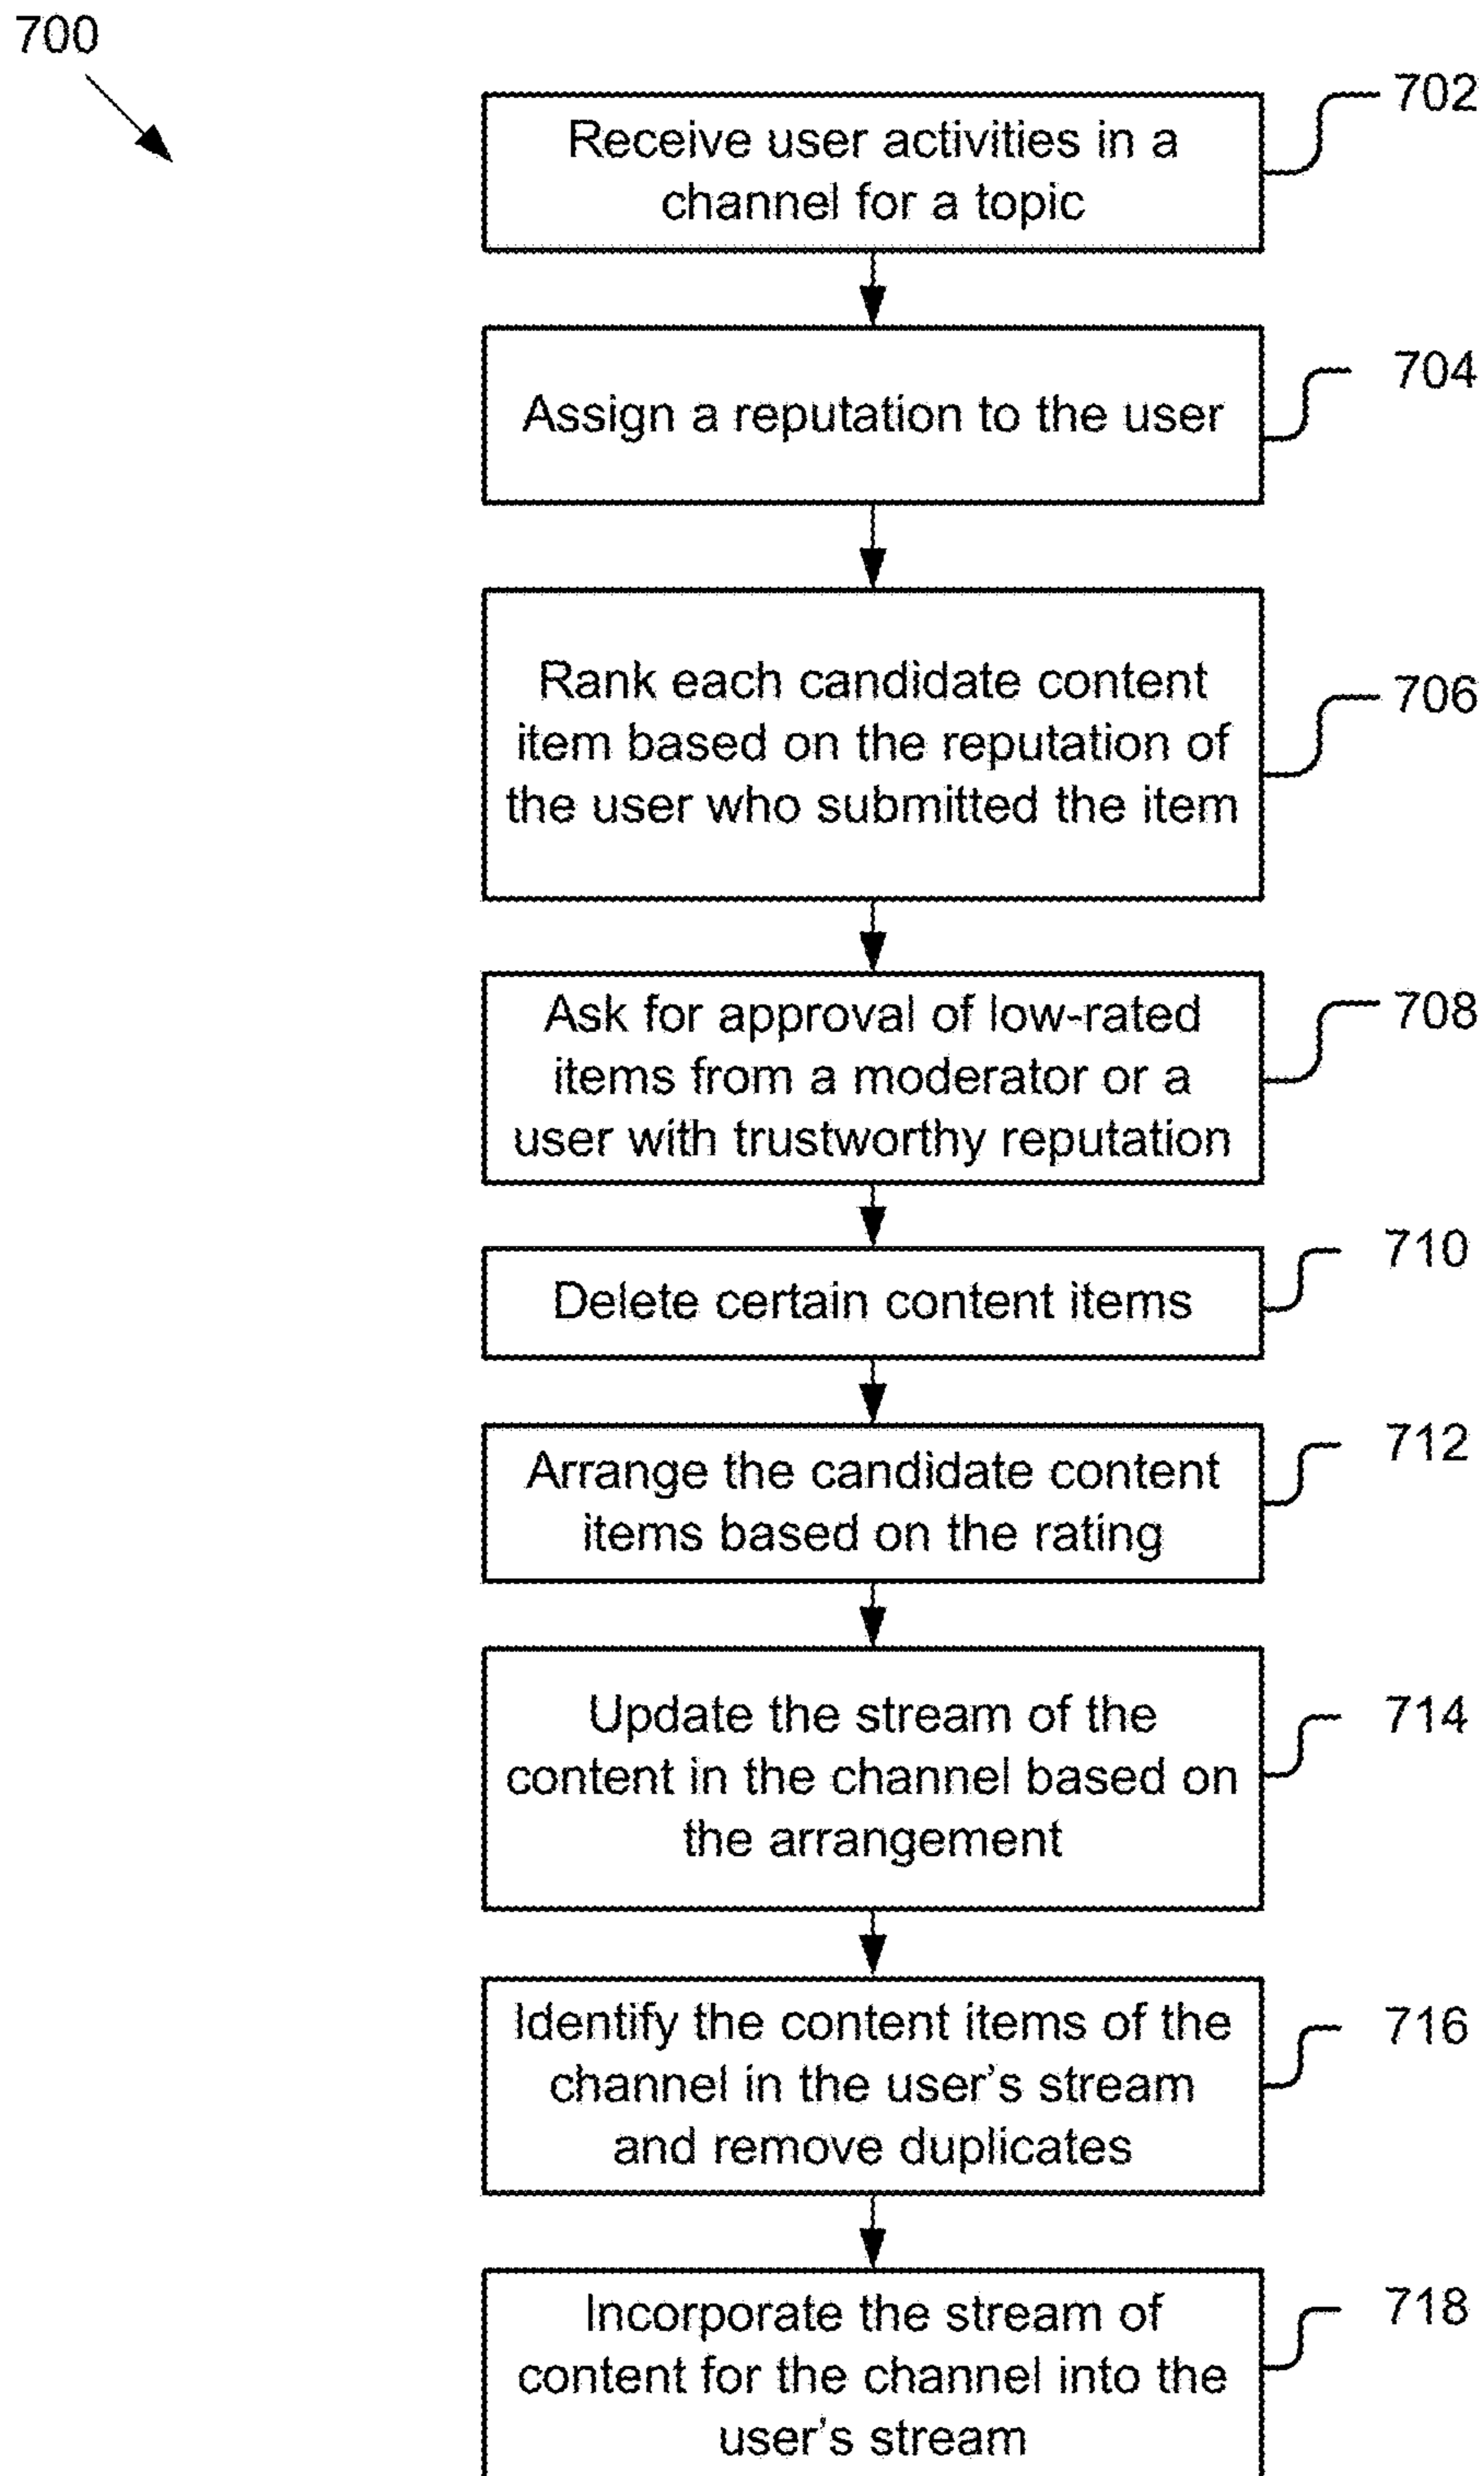 700
702
Receive user activities in a
channel for a topic
704
Assign a reputation to the user
Rank each candidate content
706
item based on the reputation of
the user who submitted the item
Ask for approval of low-rated
708
items from a moderator or a
user with trustworthy reputation
710
Delete certain content items
712
Arrange the candidate content
items based on the rating
Update the stream of the
714
content in the channel based on
the arrangement
Identify the content items of the
716
channel in the user's stream
and remove duplicates
Incorporate the stream of
718
content for the channel into the
user's stream